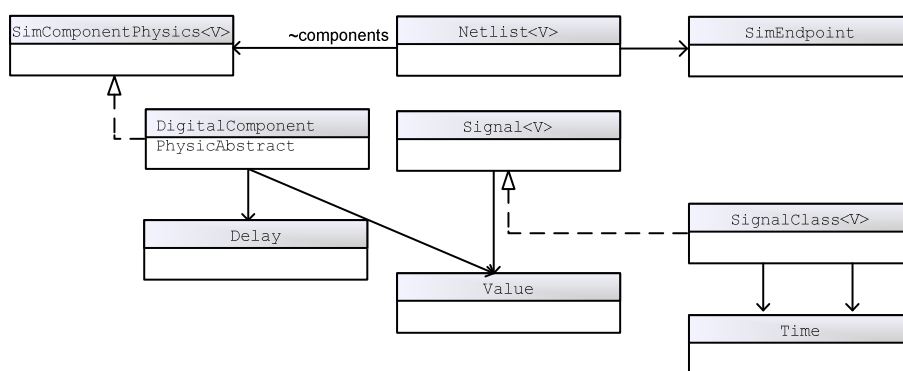 SimComponentPhysics<V>
~components
Netlist<V>
SimEndpoint
DigitalComponent
PhysicAbstract
Signal<V>
SignalClass<V>
Delay
Value
Time